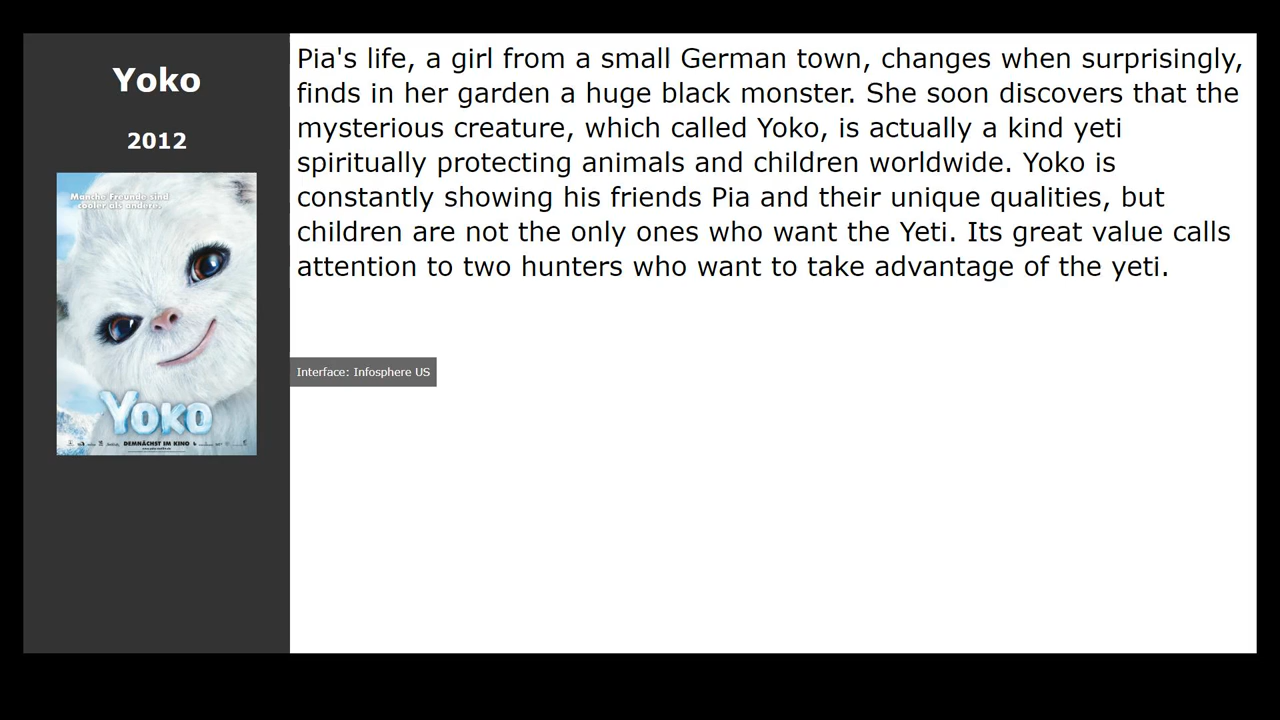 Yoko
2012
Manche Freunde sind
cooler als andere.
YOKO
DEMNÄCHST IM KINO
Pia's life, a girl from a small German town, changes when surprisingly,
finds in her garden a huge black monster. She soon discovers that the
mysterious creature, which called Yoko, is actually a kind yeti
spiritually protecting animals and children worldwide. Yoko is
constantly showing his friends Pia and their unique qualities, but
children are not the only ones who want the Yeti. Its great value calls
attention to two hunters who want to take advantage of the yeti.
Interface: Infosphere US